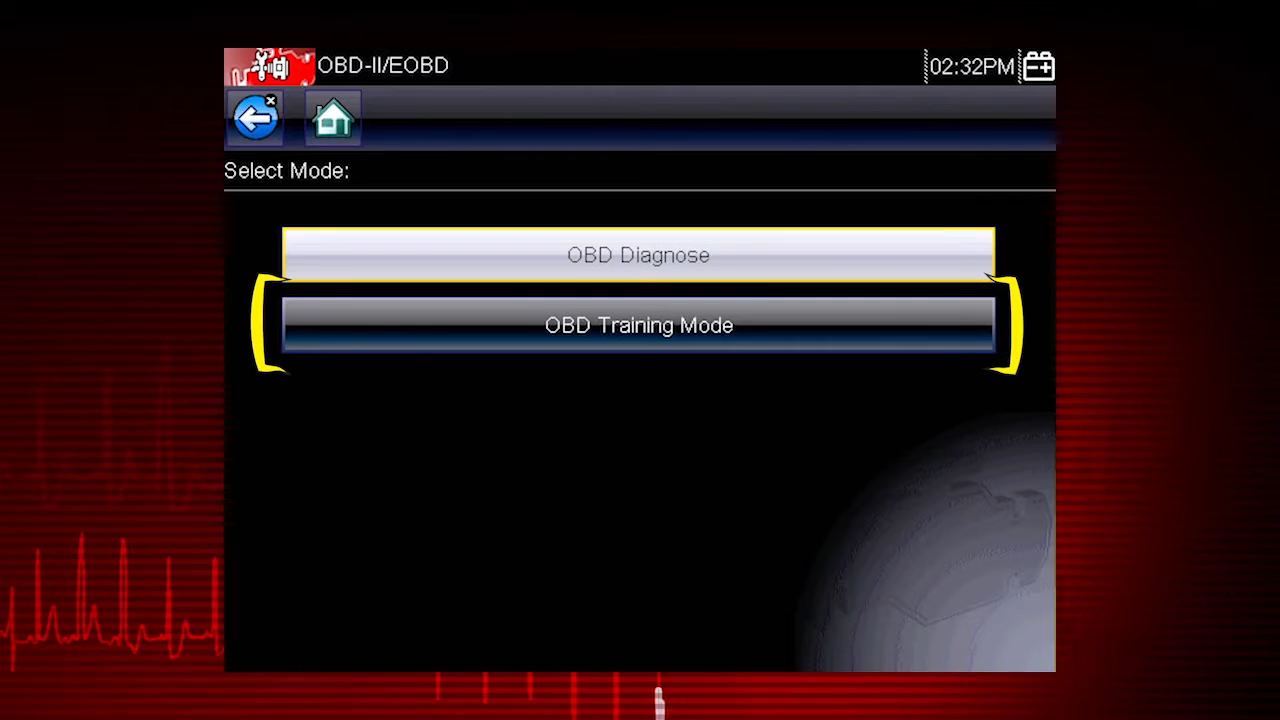 OBD-II/EOBD
02:32PM
Select Mode:
OBD Diagnose
OBD Training Mode